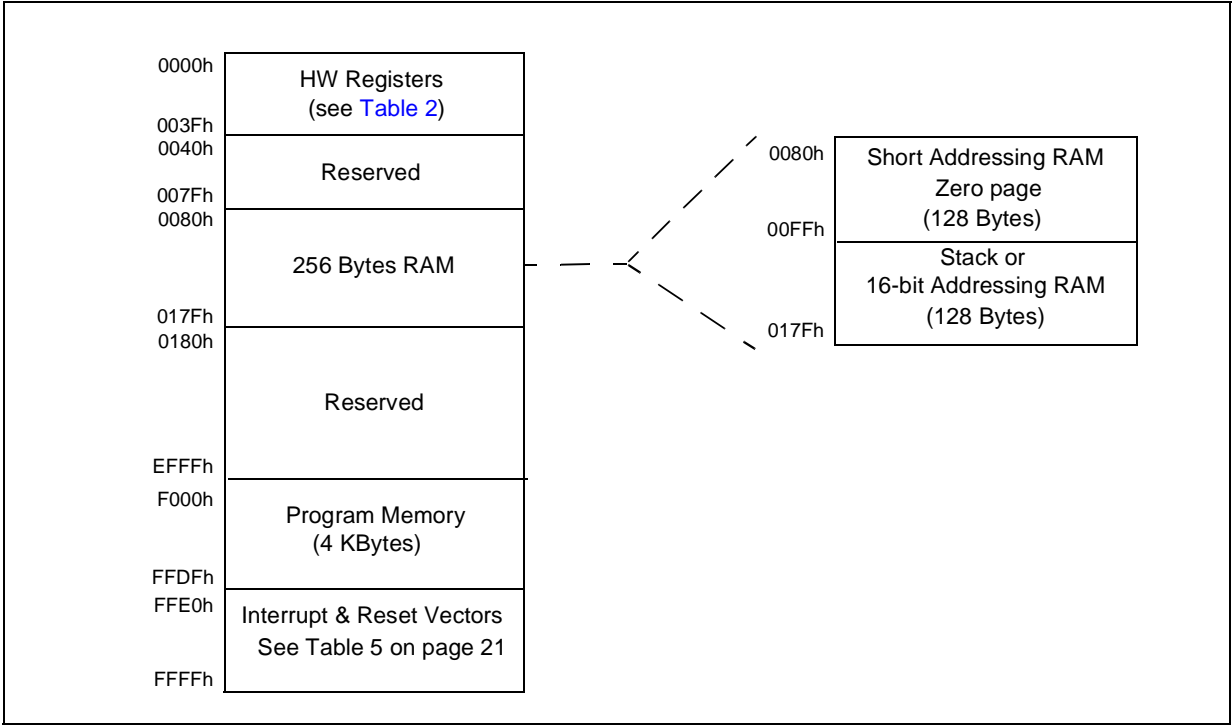 0000h
HW Registers
(see Table 2)
003Fh
0040h
Reserved
007Fh
0080h
256 Bytes RAM
017Fh
0180h
Reserved
EFFFh
F000h
Program Memory
(4 KBytes)
FFDFh
FFE0h
Interrupt & Reset Vectors
See Table 5 on page 21
FFFFh
0080h
Short Addressing RAM
Zero page
(128 Bytes)
00FFh
Stack or
16-bit Addressing RAM
(128 Bytes)
017Fh